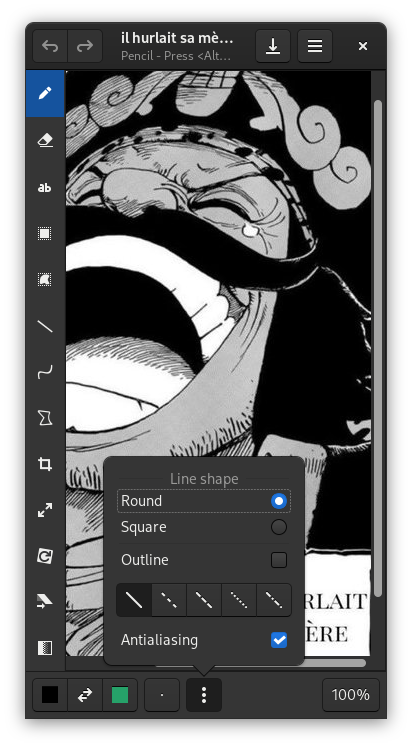 il hurlait sa mè…
Pencil - Press <Alt…
ab
Line shape
Round
Square
Outline
RLAIT
ÈRE
Antialiasing
100%